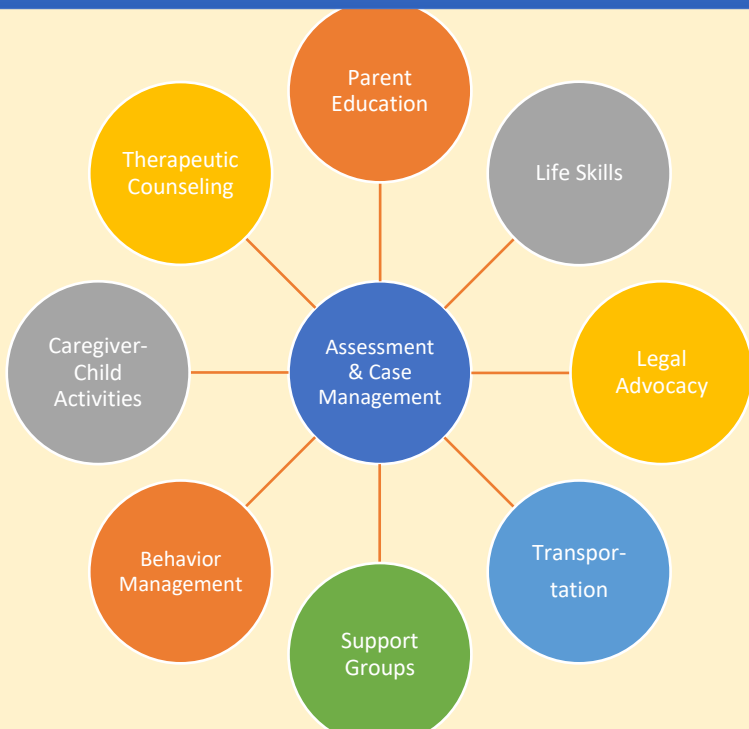 Parent
Education
Life Skills
Legal
Advocacy
Transpor-
tation
Support
Groups
Behavior
Management
Caregiver-
Child
Activities
Therapeutic
Counseling
Assessment
& Case
Management